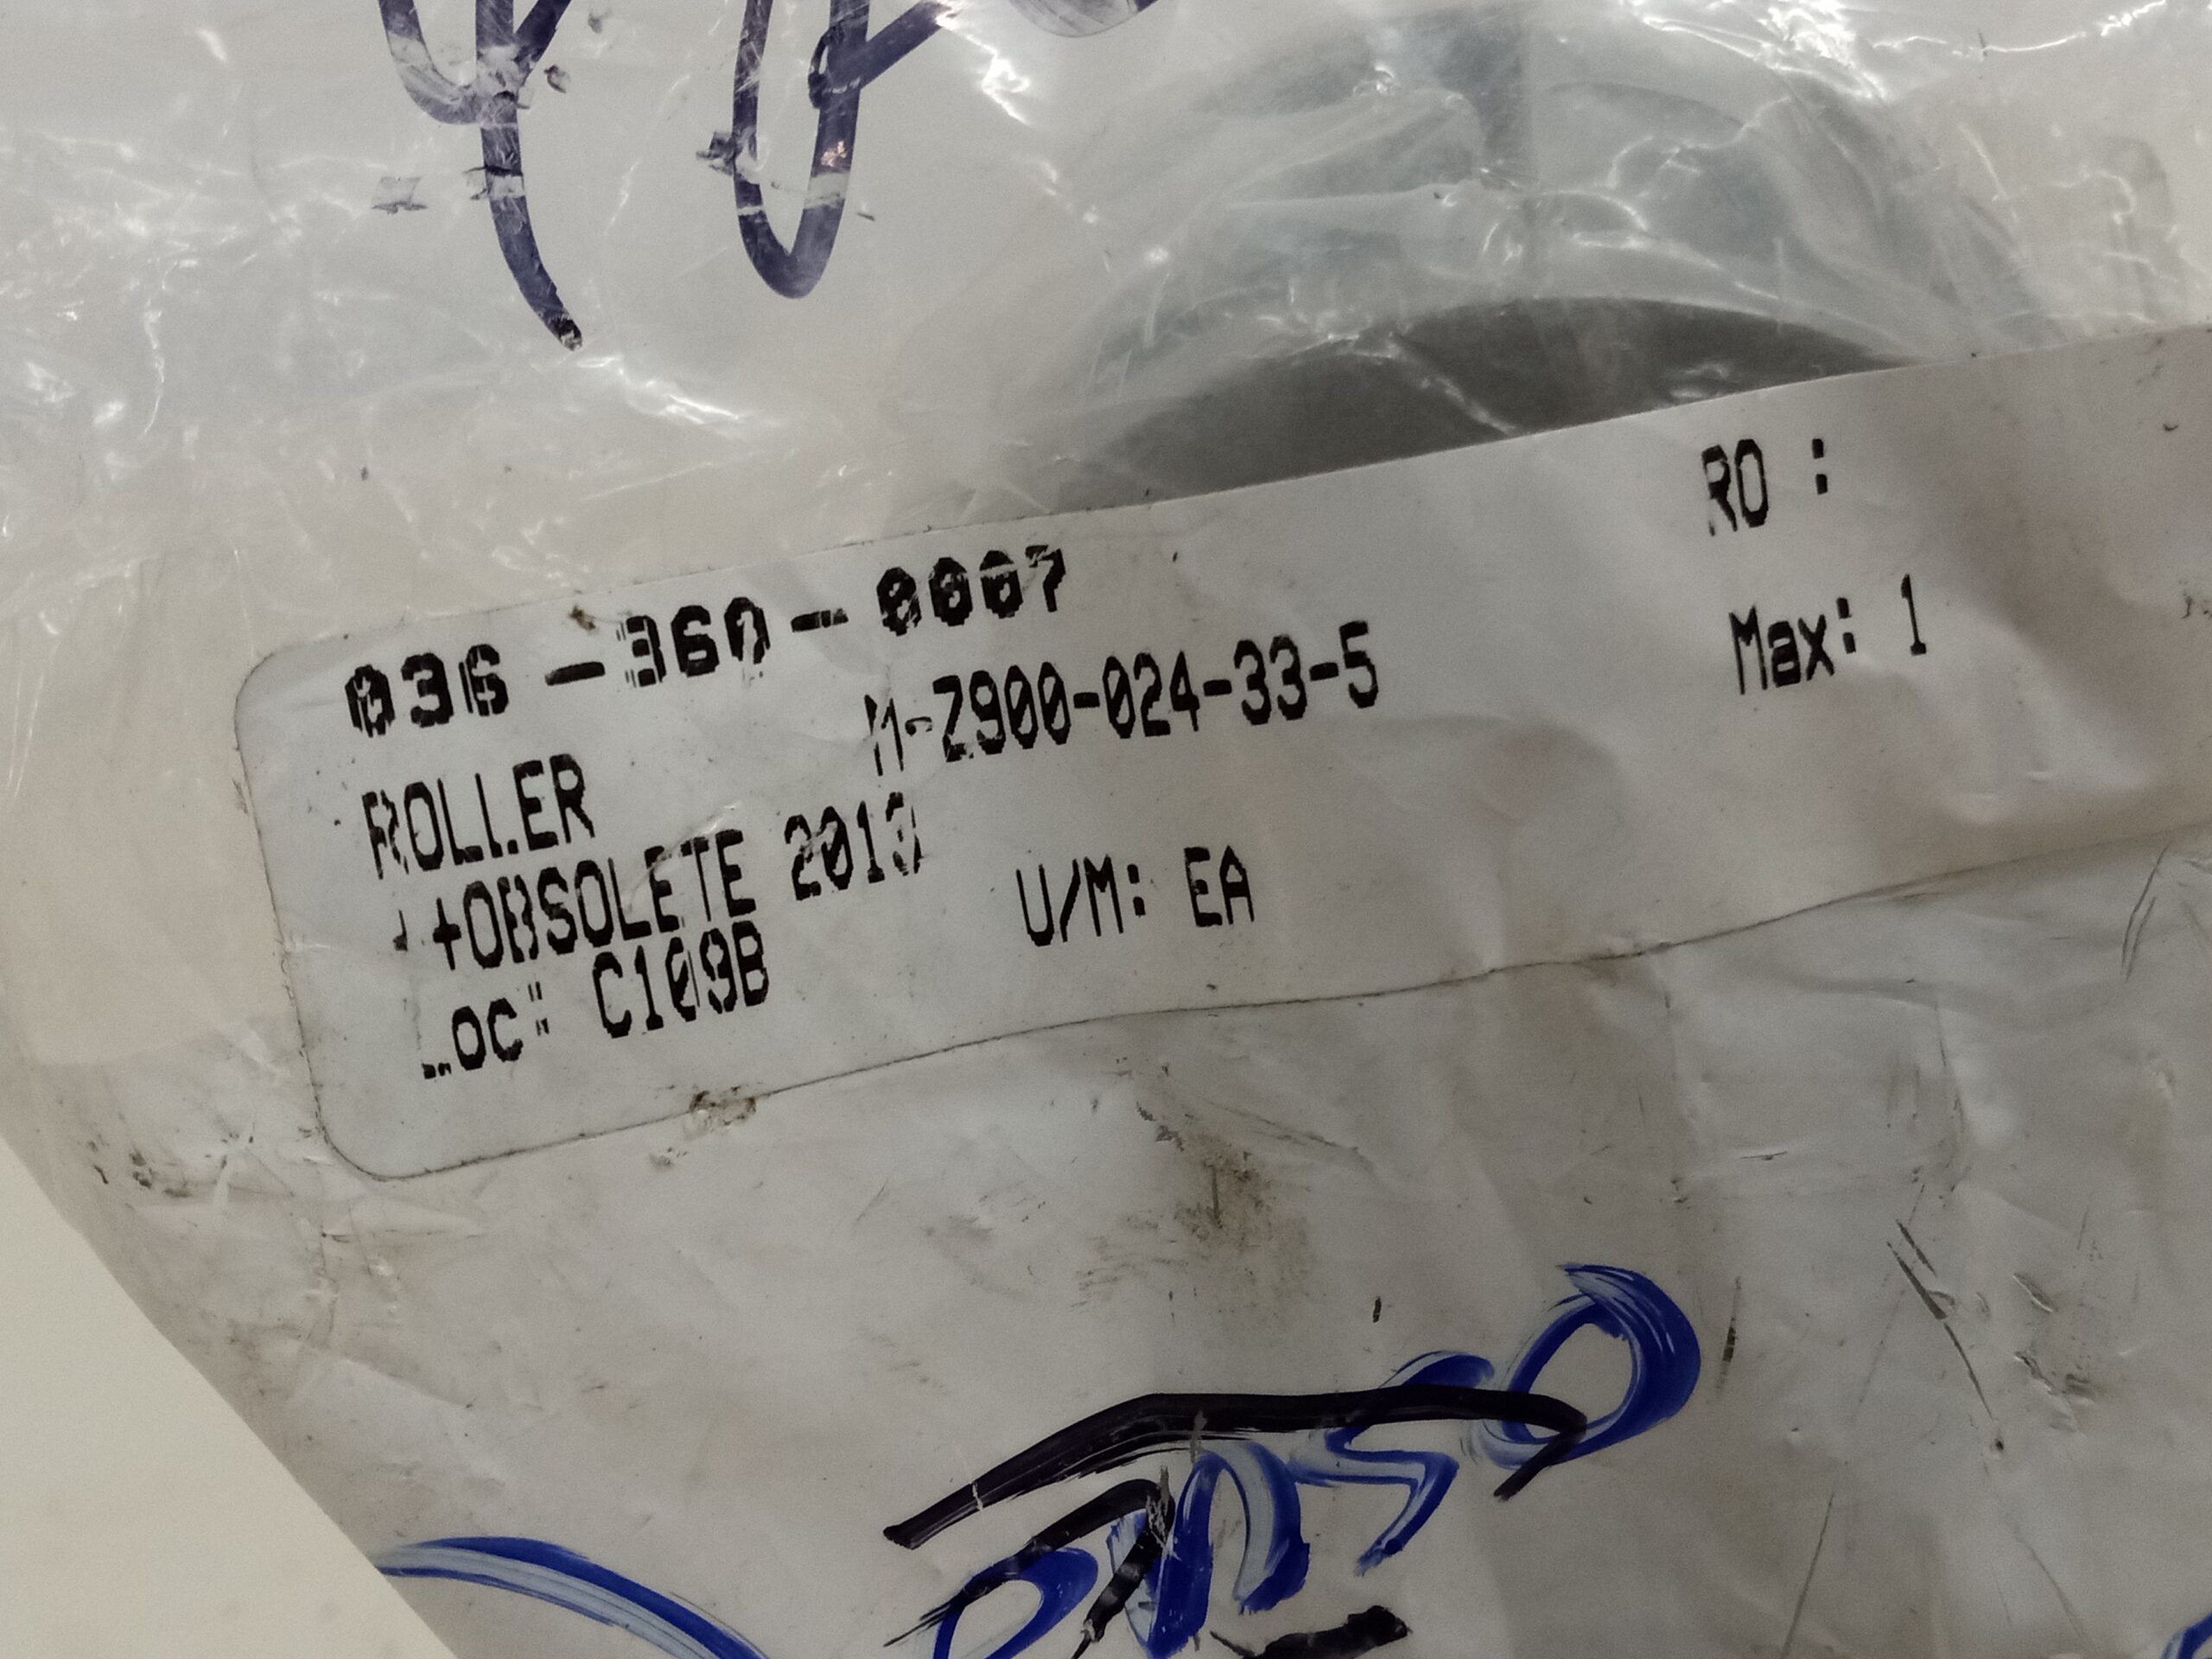 RO :
036-360-0007
M-Z900-024-33-5
Max: 1
ROLLER
++OBSOLETE 2013
U/M: EA
Loc: C109B